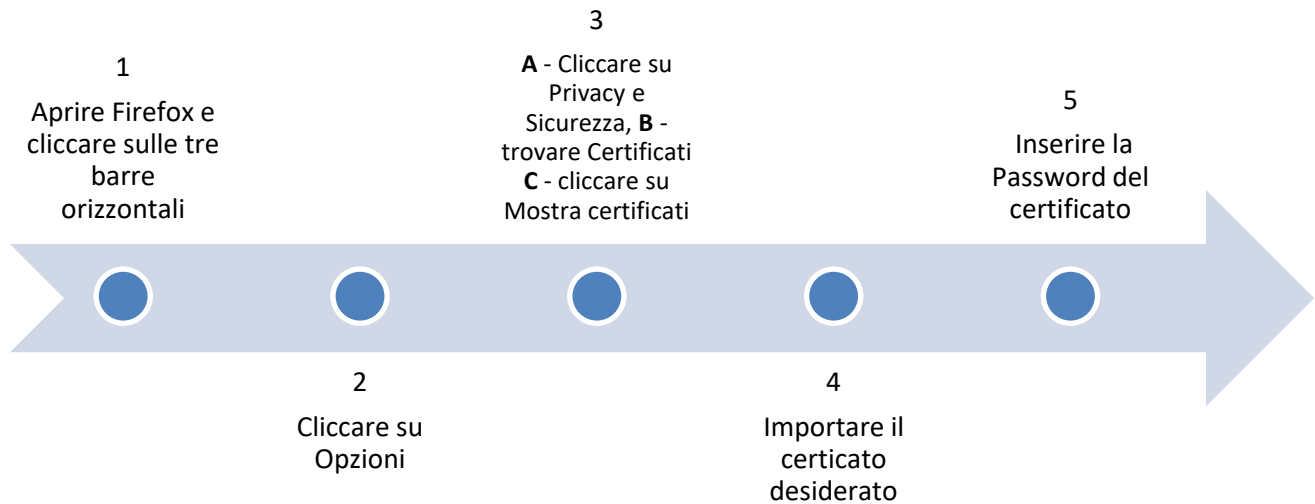 1
Aprire Firefox e
cliccare sulle tre
barre
orizzontali
2
Cliccare su
Opzioni
3
A - Cliccare su
Privacy e
Sicurezza, B -
trovare Certificati
C - cliccare su
Mostra certificati
4
Importare il
certicato
desiderato
5
Inserire la
Password del
certificato